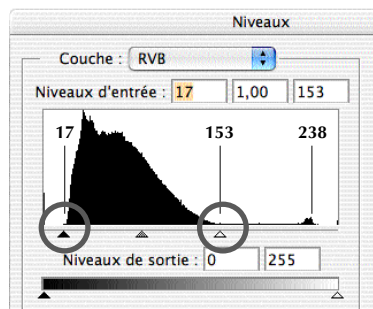 Niveaux
Couche : RVB
Niveaux d'entrée : 17 1,00 153
17 153 238
Niveaux de sortie : 0 255